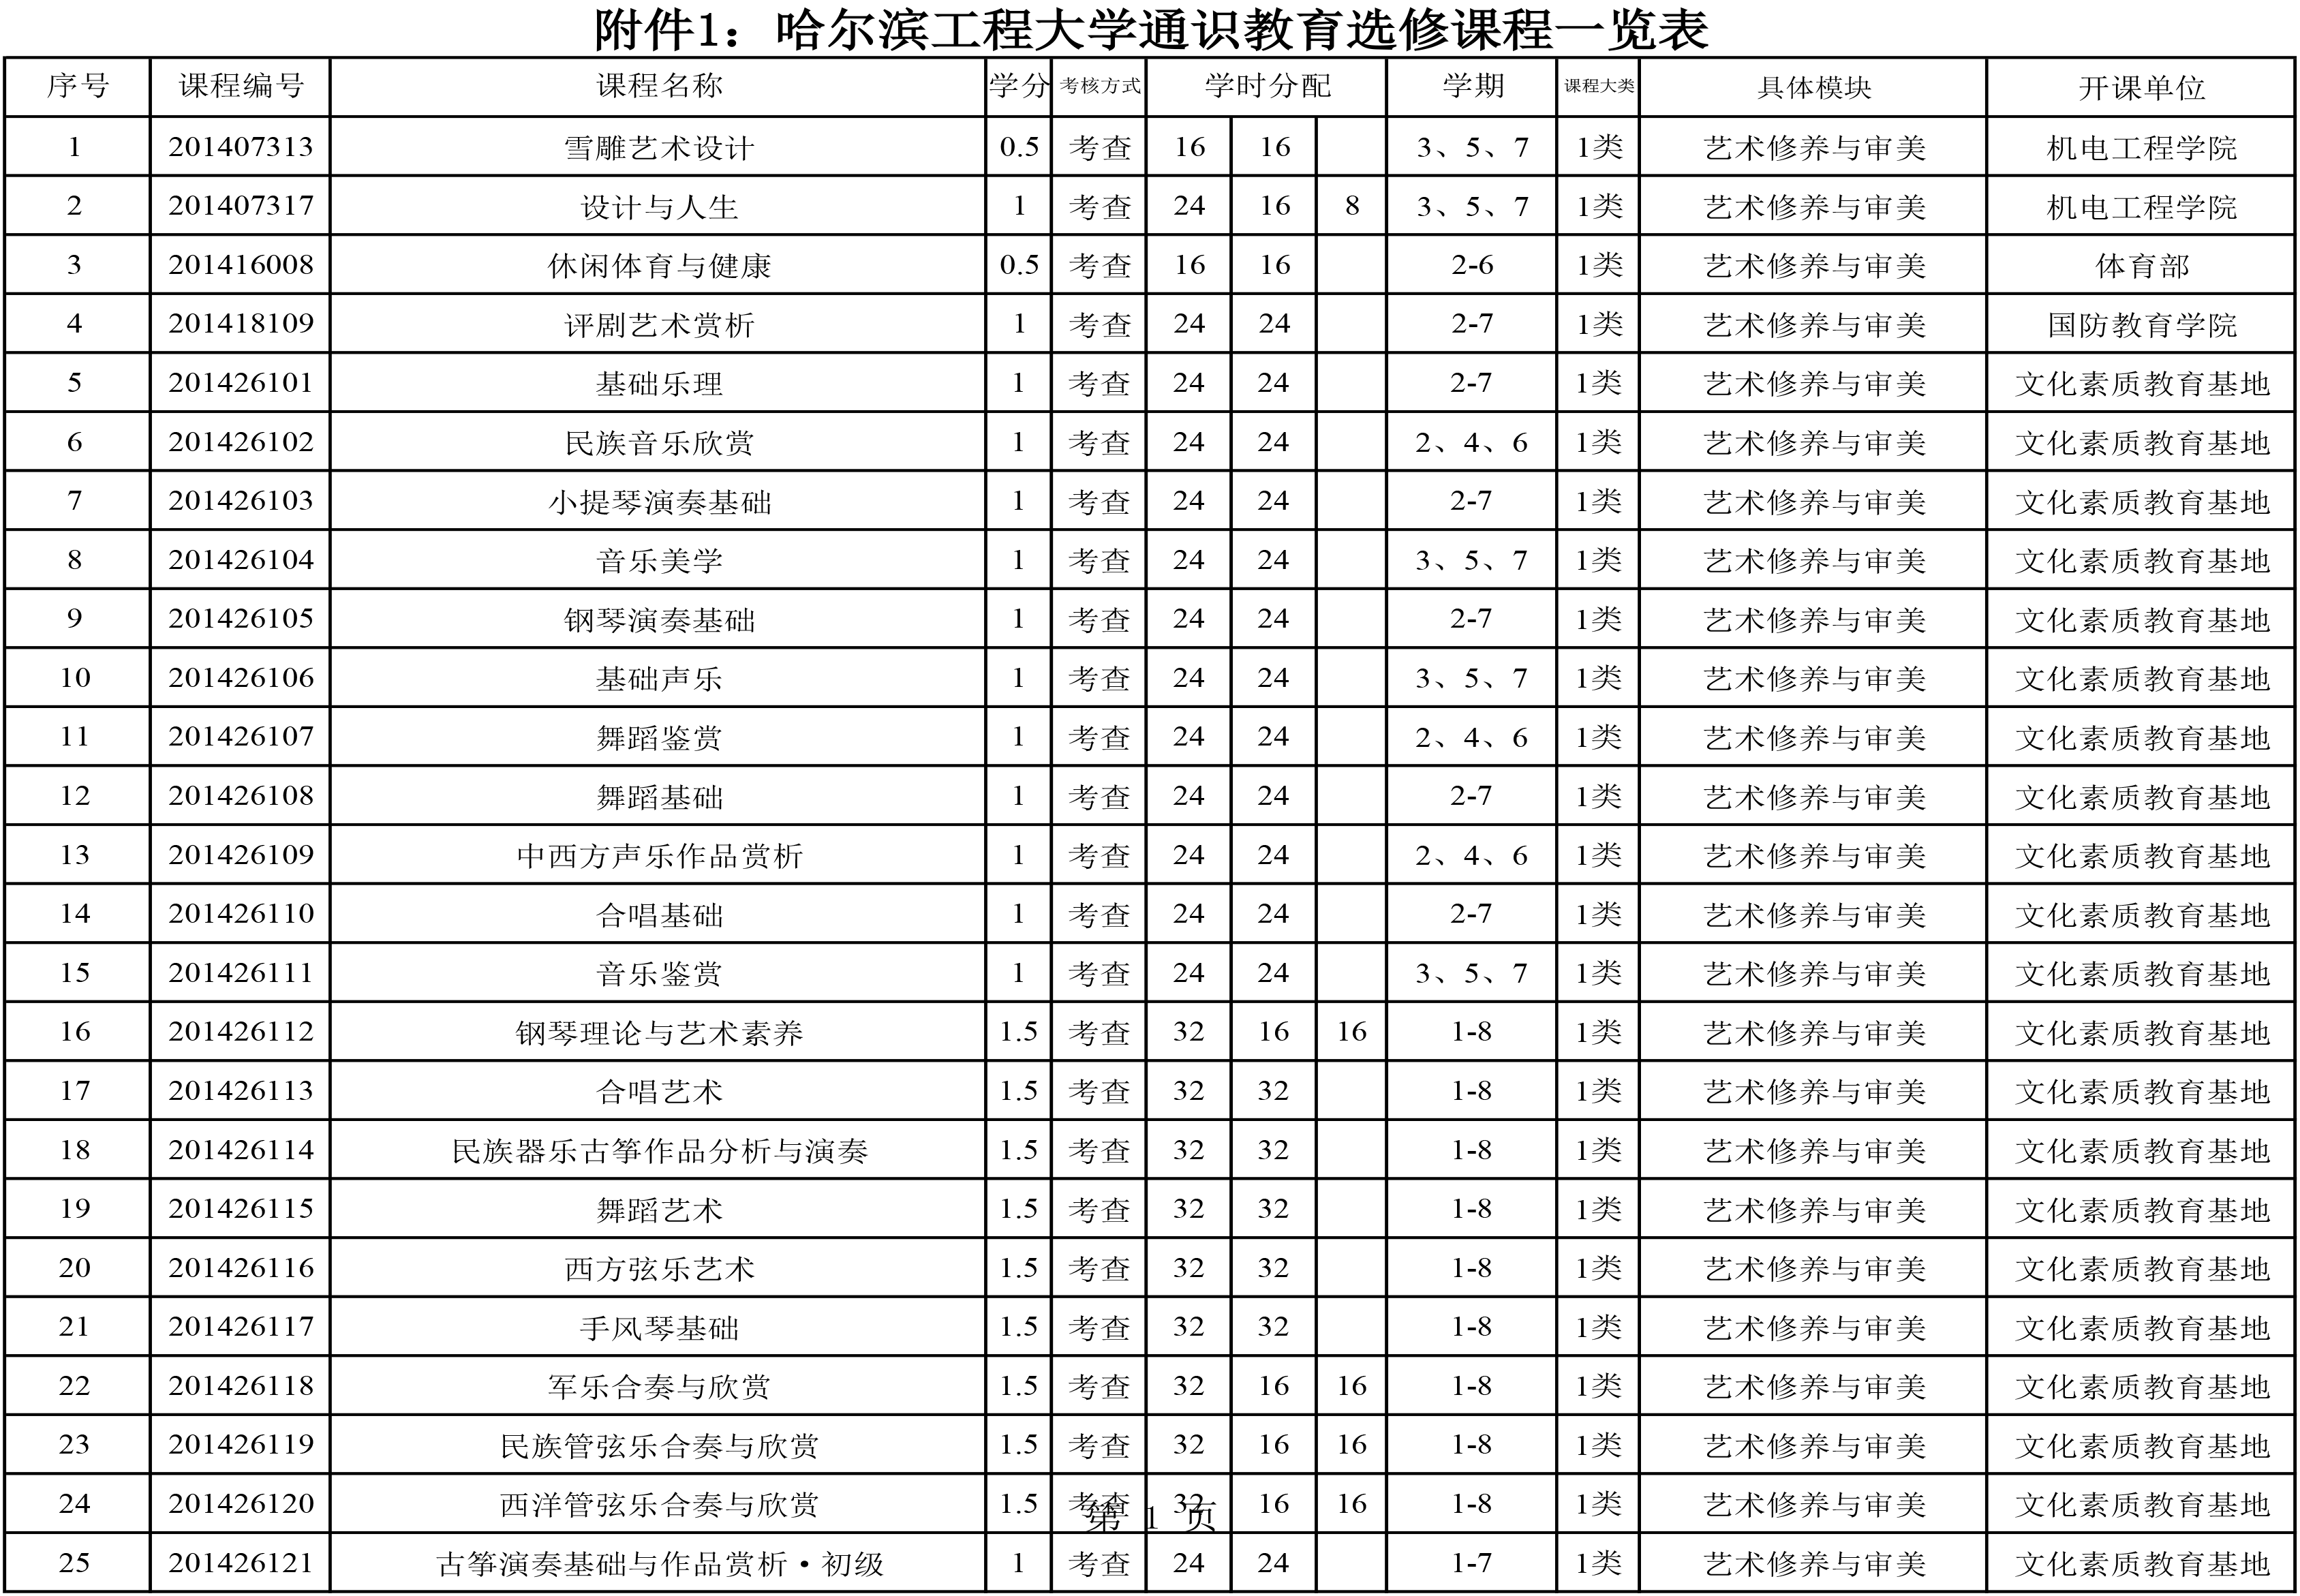 附件1：哈尔滨工程大学通识教育选修课程一览表
序号 课程编号 课程名称 学分 考核方式 学时分配 学期 课程大类 具体模块 开课单位
1 201407313 雪雕艺术设计 0.5 考查 16 16 3、5、7 1类 艺术修养与审美 机电工程学院
2 201407317 设计与人生 1 考查 24 16 8 3、5、7 1类 艺术修养与审美 机电工程学院
3 201416008 休闲体育与健康 0.5 考查 16 16 2-6 1类 艺术修养与审美 体育部
4 201418109 评剧艺术赏析 1 考查 24 24 2-7 1类 艺术修养与审美 国防教育学院
5 201426101 基础乐理 1 考查 24 24 2-7 1类 艺术修养与审美 文化素质教育基地
6 201426102 民族音乐欣赏 1 考查 24 24 2、4、6 1类 艺术修养与审美 文化素质教育基地
7 201426103 小提琴演奏基础 1 考查 24 24 2-7 1类 艺术修养与审美 文化素质教育基地
8 201426104 音乐美学 1 考查 24 24 3、5、7 1类 艺术修养与审美 文化素质教育基地
9 201426105 钢琴演奏基础 1 考查 24 24 2-7 1类 艺术修养与审美 文化素质教育基地
10 201426106 基础声乐 1 考查 24 24 3、5、7 1类 艺术修养与审美 文化素质教育基地
11 201426107 舞蹈鉴赏 1 考查 24 24 2、4、6 1类 艺术修养与审美 文化素质教育基地
12 201426108 舞蹈基础 1 考查 24 24 2-7 1类 艺术修养与审美 文化素质教育基地
13 201426109 中西方声乐作品赏析 1 考查 24 24 2、4、6 1类 艺术修养与审美 文化素质教育基地
14 201426110 合唱基础 1 考查 24 24 2-7 1类 艺术修养与审美 文化素质教育基地
15 201426111 音乐鉴赏 1 考查 24 24 3、5、7 1类 艺术修养与审美 文化素质教育基地
16 201426112 钢琴理论与艺术素养 1.5 考查 32 16 16 1-8 1类 艺术修养与审美 文化素质教育基地
17 201426113 合唱艺术 1.5 考查 32 32 1-8 1类 艺术修养与审美 文化素质教育基地
18 201426114 民族器乐古筝作品分析与演奏 1.5 考查 32 32 1-8 1类 艺术修养与审美 文化素质教育基地
19 201426115 舞蹈艺术 1.5 考查 32 32 1-8 1类 艺术修养与审美 文化素质教育基地
20 201426116 西方弦乐艺术 1.5 考查 32 32 1-8 1类 艺术修养与审美 文化素质教育基地
21 201426117 手风琴基础 1.5 考查 32 32 1-8 1类 艺术修养与审美 文化素质教育基地
22 201426118 军乐合奏与欣赏 1.5 考查 32 16 16 1-8 1类 艺术修养与审美 文化素质教育基地
23 201426119 民族管弦乐合奏与欣赏 1.5 考查 32 16 16 1-8 1类 艺术修养与审美 文化素质教育基地
24 201426120 西洋管弦乐合奏与欣赏 1.5 考查 32 16 16 1-8 1类 艺术修养与审美 文化素质教育基地
第 1 页
25 201426121 古筝演奏基础与作品赏析·初级 1 考查 24 24 1-7 1类 艺术修养与审美 文化素质教育基地